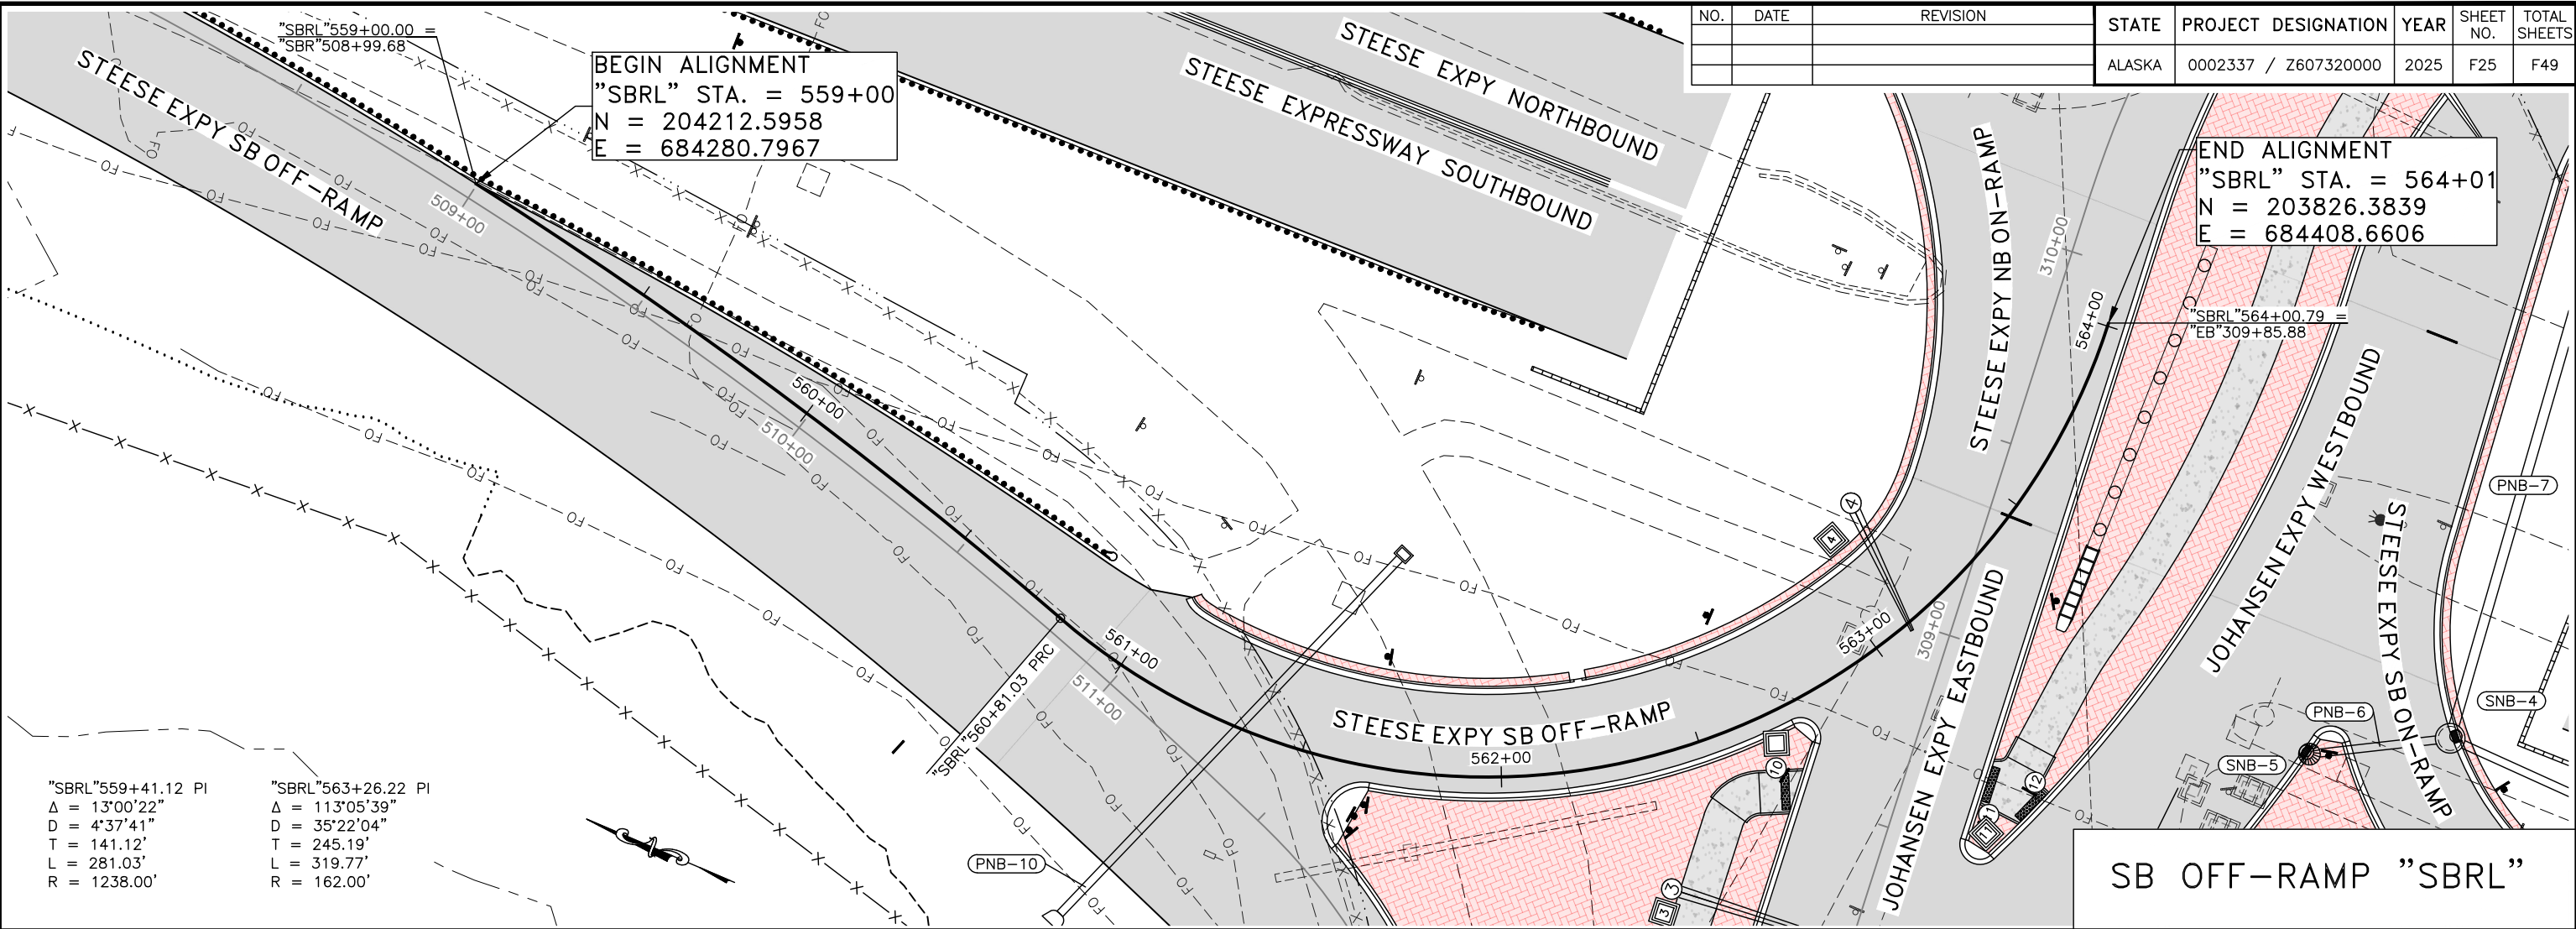 NO. DATE REVISION
STATE PROJECT DESIGNATION YEAR SHEET NO. TOTAL SHEETS
ALASKA 0002337 / Z607320000 2025 F25 F49
"SBRL"559+00.00 =
"SBR"508+99.68
BEGIN ALIGNMENT
"SBRL" STA. = 559+00
N = 204212.5958
E = 684280.7967
STEESE EXPY SB OFF-RAMP
STEESE EXPY NORTHBOUND
STEESE EXPRESSWAY SOUTHBOUND
STEESE EXPY NB ON-RAMP
END ALIGNMENT
"SBRL" STA. = 564+01
N = 203826.3839
E = 684408.6606
"SBRL"564+00.79 =
"EB"309+85.88
509+00
510+00
511+00
560+00
561+00
562+00
563+00
564+00
309+00
310+00
"SBRL"560+81.03 PRC
STEESE EXPY SB OFF-RAMP
JOHANSEN EXPY EASTBOUND
JOHANSEN EXPY WESTBOUND
STEESE EXPY SB ON-RAMP
PNB-7
SNB-4
PNB-6
SNB-5
PNB-10
4
4
10
3
3
12
11
FO
"SBRL"559+41.12 PI
Δ = 13°00'22"
D = 4°37'41"
T = 141.12'
L = 281.03'
R = 1238.00'
"SBRL"563+26.22 PI
Δ = 113°05'39"
D = 35°22'04"
T = 245.19'
L = 319.77'
R = 162.00'
SB OFF-RAMP "SBRL"